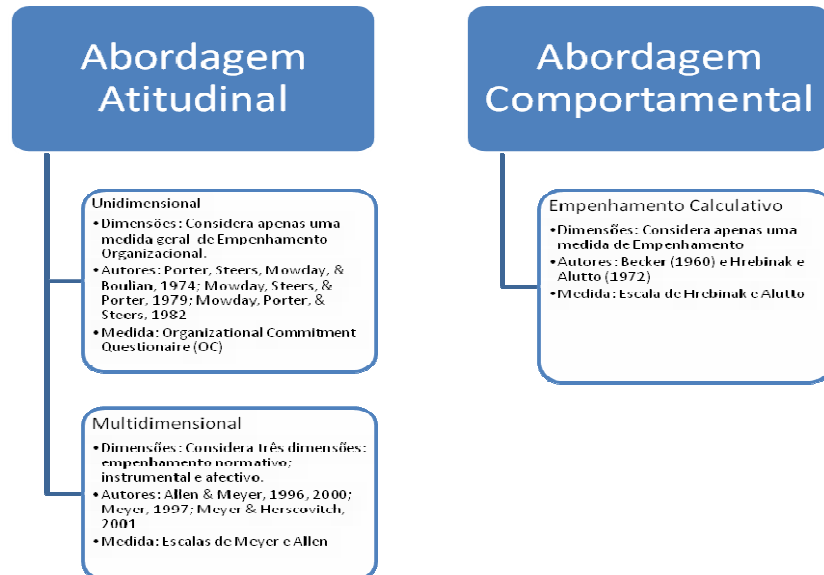 Abordagem
Atitudinal
Unidimensional
•Dimensões: Considera apenas uma
medida geral de Empenhamento
Organizacional.
•Autores: Porter, Steers, Mowday, &
Boulian, 1974; Mowday, Steers, &
Porter, 1979; Mowday, Porter, &
Steers, 1982
•Medida: Organizational Commitment
Questionaire (OC)
Multidimensional
•Dimensões: Considera três dimensões:
empenhamento normativo;
instrumental e afectivo.
•Autores: Allen & Meyer, 1996, 2000;
Meyer, 1997; Meyer & Herscovitch,
2001
•Medida: Escalas de Meyer e Allen
Abordagem
Comportamental
Empenhamento Calculativo
•Dimensões: Considera apenas uma
medida de Empenhamento
•Autores: Becker (1960) e Hrebinak e
Alutto (1972)
•Medida: Escala de Hrebinak e Alutto